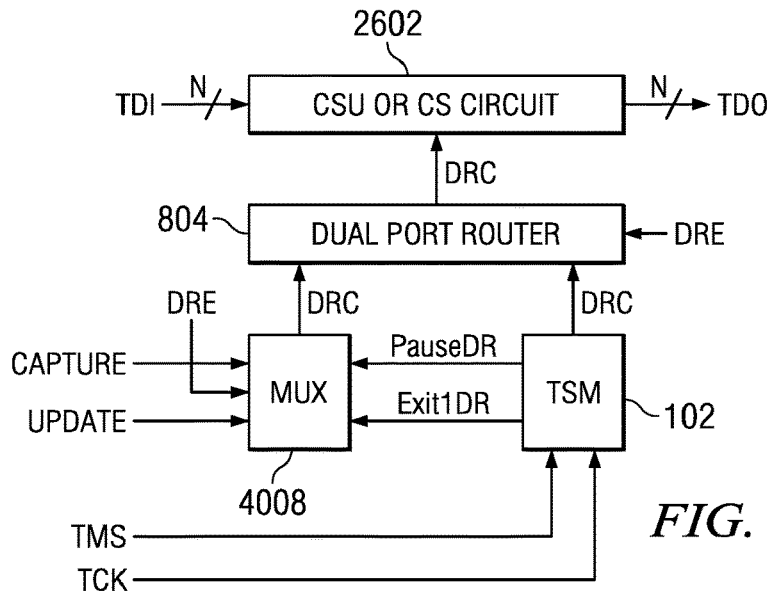 2602
TDI N CSU OR CS CIRCUIT N TDO
DRC
804 DUAL PORT ROUTER DRE
DRE DRC DRC
CAPTURE MUX PauseDR TSM
UPDATE Exit1DR 102
4008
TMS
TCK
FIG.